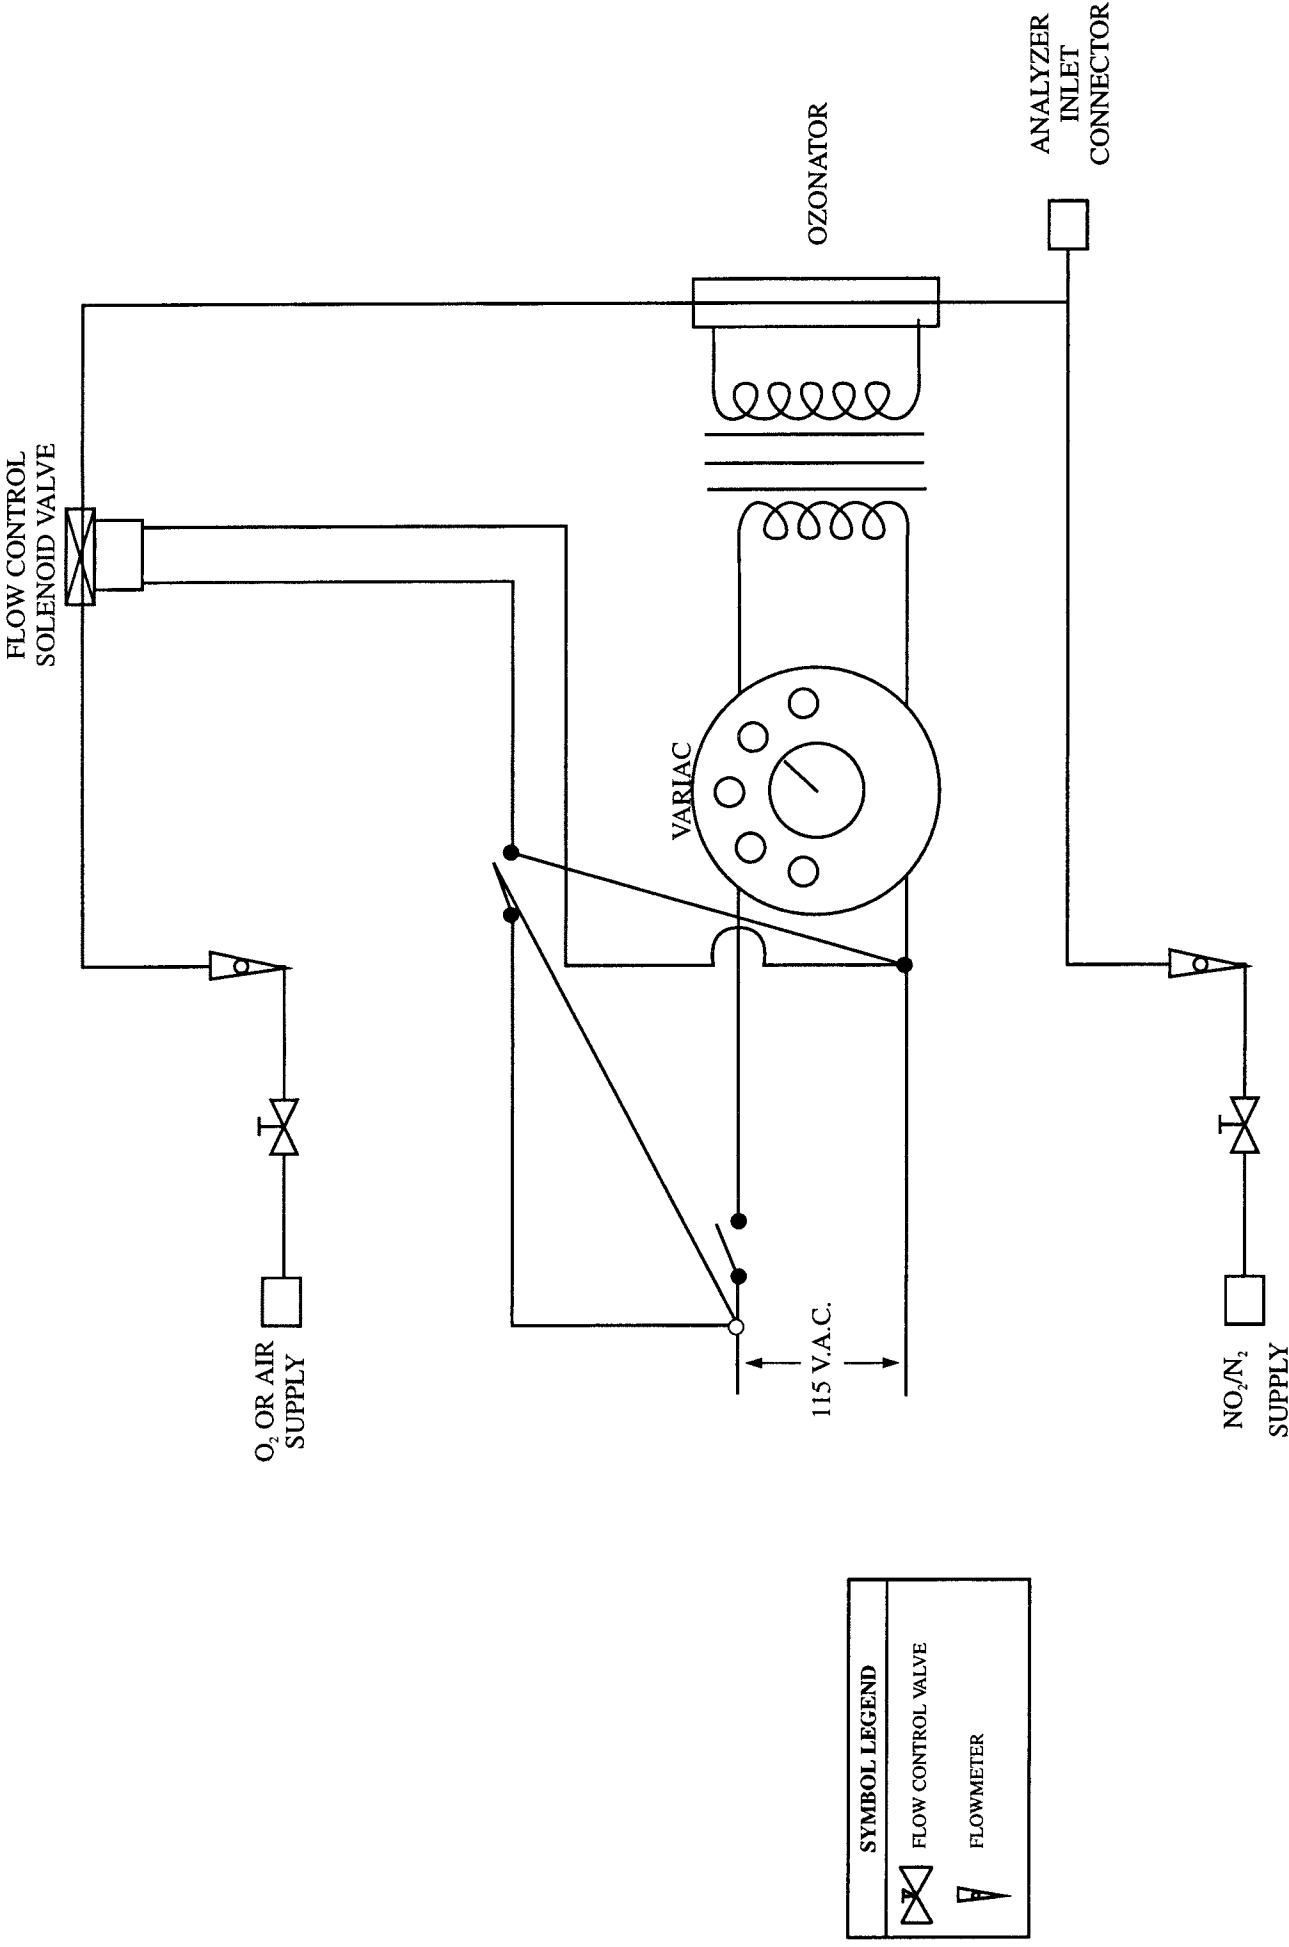 FLOW CONTROL
SOLENOID VALVE
ANALYZER
INLET
CONNECTOR
OZONATOR
VARIAC
O₂ OR AIR
SUPPLY
115 V.A.C.
NO₂/N₂
SUPPLY
SYMBOL LEGEND
FLOW CONTROL VALVE
FLOWMETER